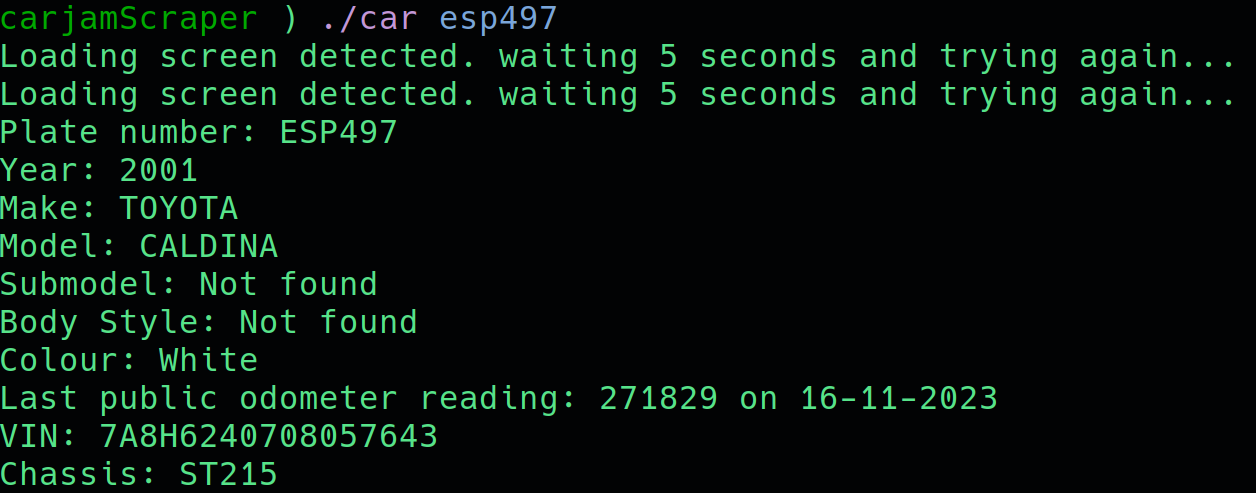 carjamScraper ) ./car esp497
Loading screen detected. waiting 5 seconds and trying again...
Loading screen detected. waiting 5 seconds and trying again...
Plate number: ESP497
Year: 2001
Make: TOYOTA
Model: CALDINA
Submodel: Not found
Body Style: Not found
Colour: White
Last public odometer reading: 271829 on 16-11-2023
VIN: 7A8H6240708057643
Chassis: ST215